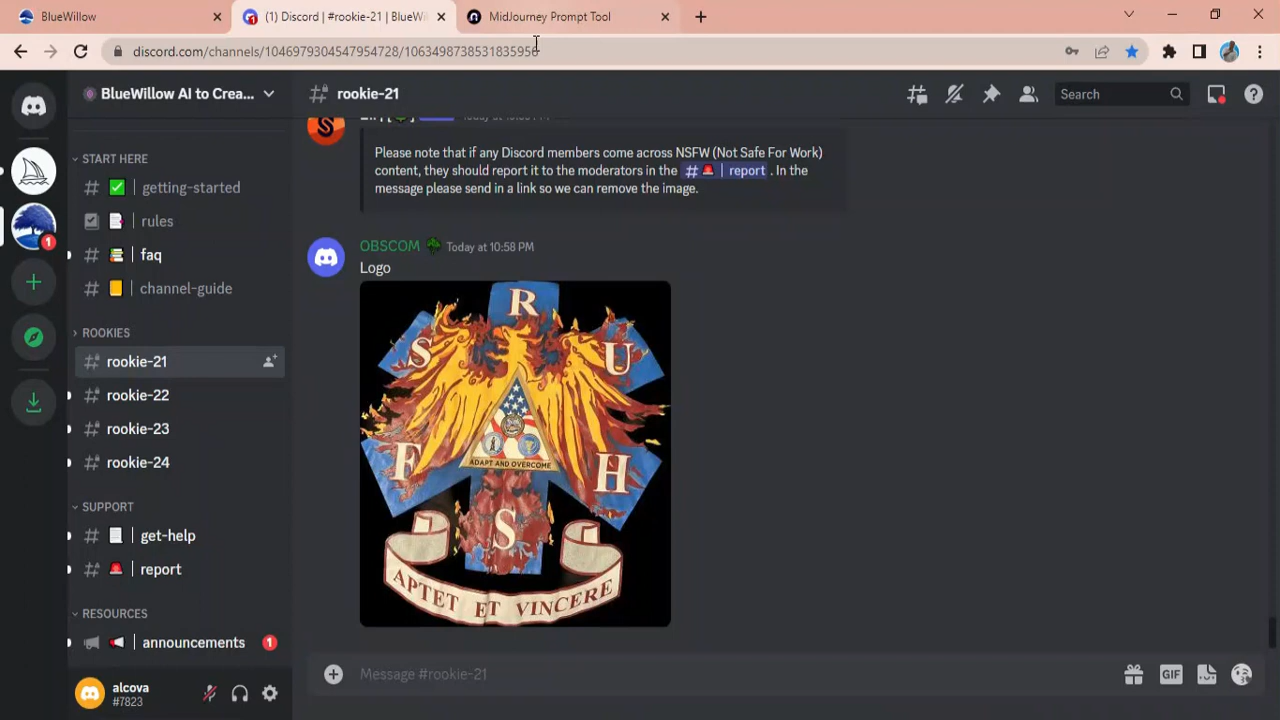 BlueWillow
(1) Discord | #rookie-21 | BlueWi
MidJourney Prompt Tool
discord.com/channels/1046979304547954728/1063498738531835956
BlueWillow AI to Crea...
rookie-21
Search
START HERE
getting-started
rules
faq
channel-guide
ROOKIES
rookie-21
rookie-22
rookie-23
rookie-24
SUPPORT
get-help
report
RESOURCES
announcements
1
1
alcova
#7823
Please note that if any Discord members come across NSFW (Not Safe For Work)
content, they should report it to the moderators in the # | report . In the
message please send in a link so we can remove the image.
OBSCOM Today at 10:58 PM
Logo
R
S U
F H
S
ADAPT AND OVERCOME
APTET ET VINCERE
Message #rookie-21
GIF